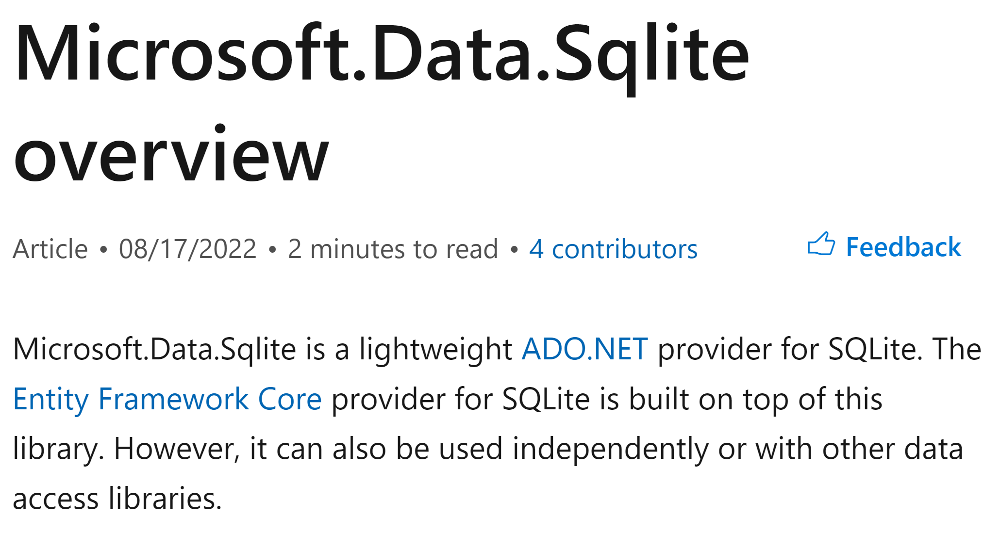 Microsoft.Data.Sqlite
overview
Article • 08/17/2022 • 2 minutes to read • 4 contributors Feedback
Microsoft.Data.Sqlite is a lightweight ADO.NET provider for SQLite. The
Entity Framework Core provider for SQLite is built on top of this
library. However, it can also be used independently or with other data
access libraries.